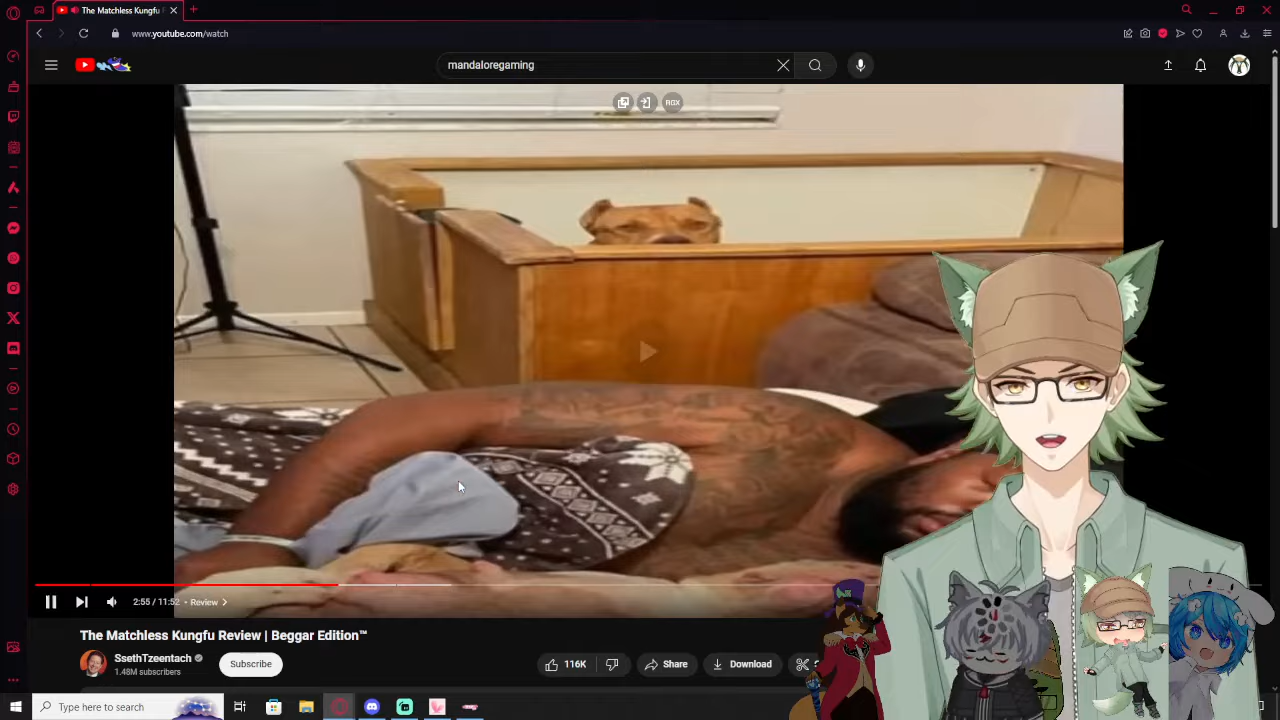 The Matchless Kungfu F
www.youtube.com/watch
mandaloregaming
RGX
2:55 / 11:52 • Review
The Matchless Kungfu Review | Beggar Edition™
SsethTzeentach
1.48M subscribers
Subscribe
116K
Share
Download
Type here to search